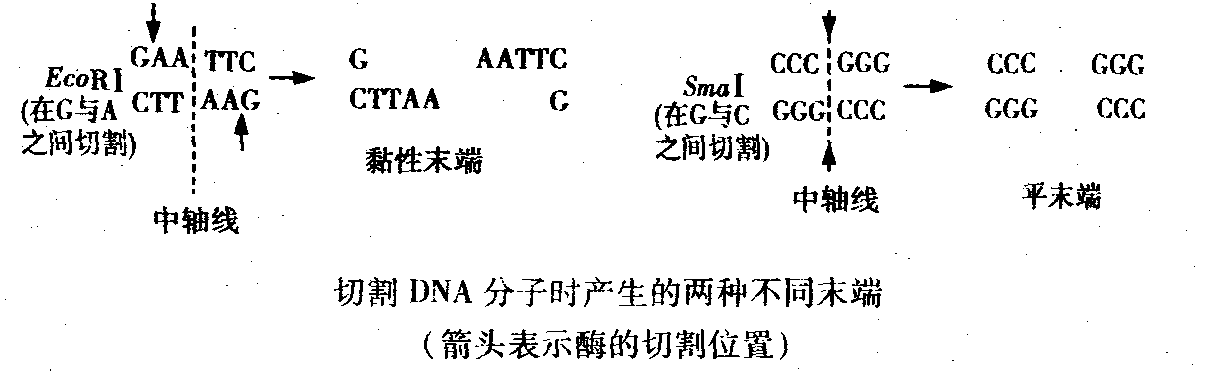 GAA TTC G AATTC CCC GGG CCC GGG
EcoRⅠ SmaⅠ
(在G与A CTT AAG CTTAA G (在G与C GGG CCC GGG CCC
之间切割) 之间切割)
黏性末端
中轴线 中轴线 平末端
切割 DNA 分子时产生的两种不同末端
(箭头表示酶的切割位置)